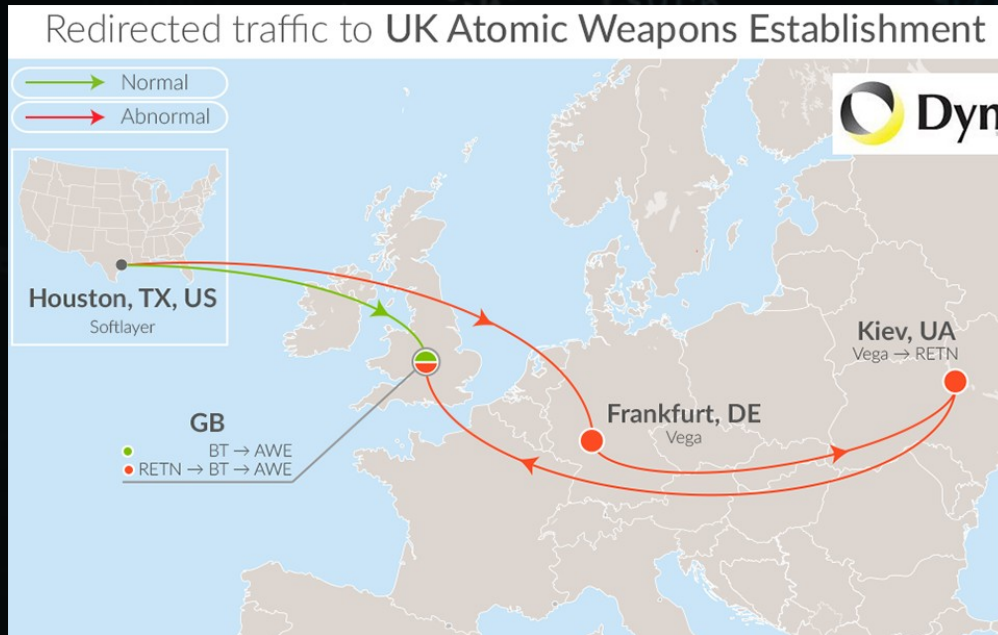 Redirected traffic to UK Atomic Weapons Establishment
Normal
Abnormal
Dyn
Houston, TX, US
Softlayer
Kiev, UA
Vega → RETN
Frankfurt, DE
Vega
GB
BT → AWE
RETN → BT → AWE